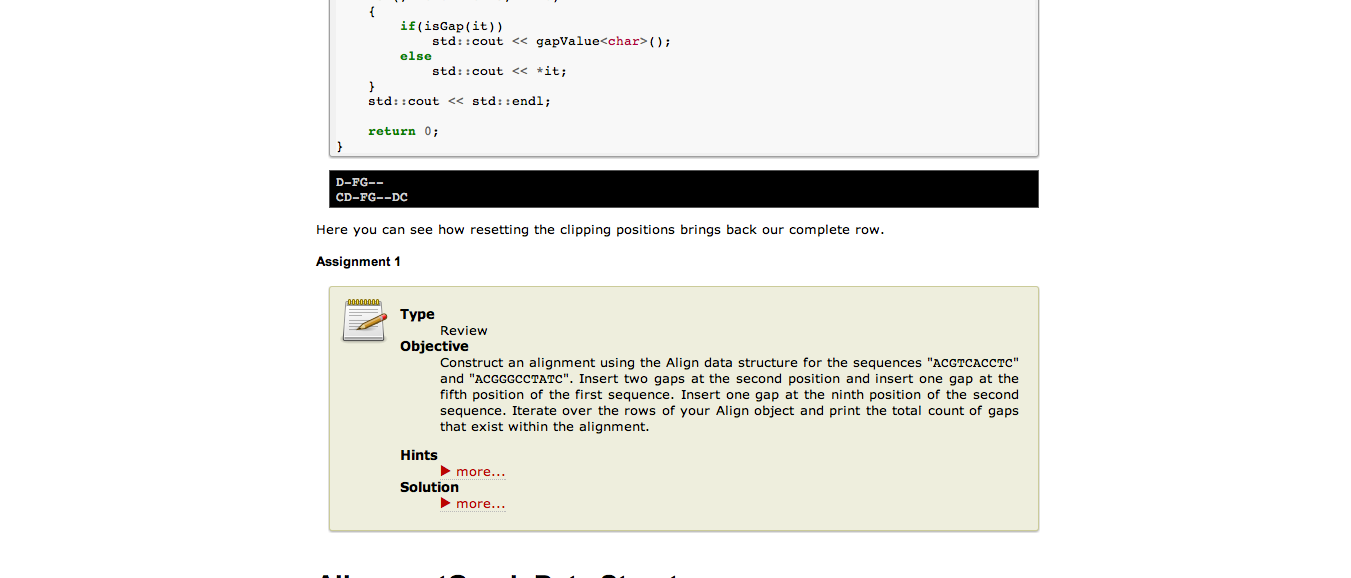 {
if(isGap(it))
std::cout << gapValue<char>();
else
std::cout << *it;
}
std::cout << std::endl;
return 0;
}
D-FG--
CD-FG--DC
Here you can see how resetting the clipping positions brings back our complete row.
Assignment 1
Type
Review
Objective
Construct an alignment using the Align data structure for the sequences "ACGTCACCTC"
and "ACGGGCCTATC". Insert two gaps at the second position and insert one gap at the
fifth position of the first sequence. Insert one gap at the ninth position of the second
sequence. Iterate over the rows of your Align object and print the total count of gaps
that exist within the alignment.
Hints
more...
Solution
more...